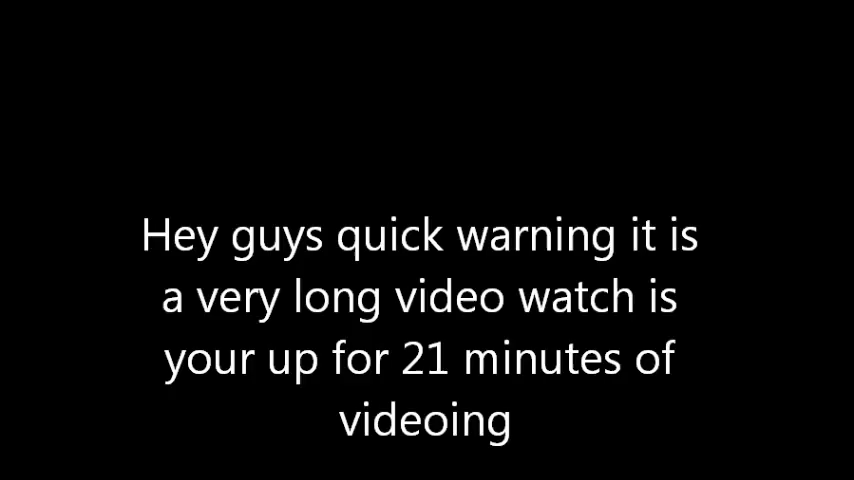 Hey guys quick warning it is
a very long video watch is
your up for 21 minutes of
videoing